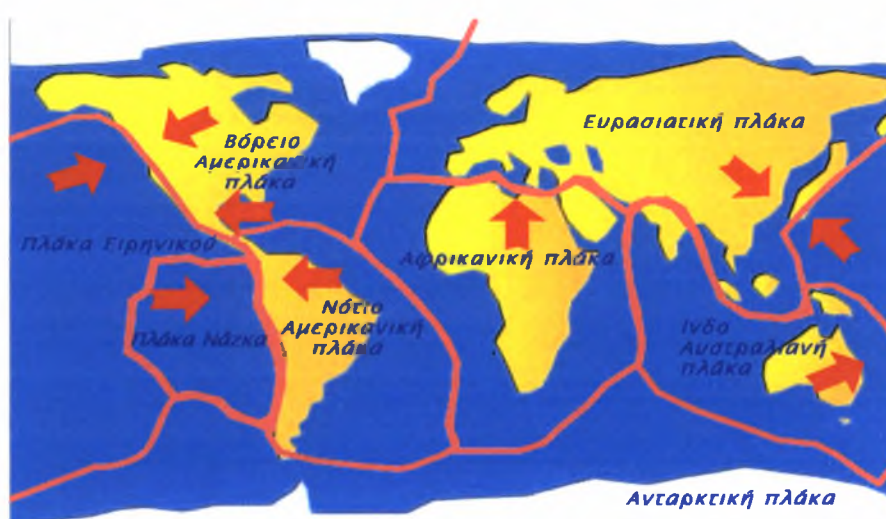 Ευρασιατική πλάκα
Βόρειο
Αμερικανική
πλάκα
Πλάκα Ειρηνικού
Αφρικανική πλάκα
Πλάκα Νάζκα
Νότιο
Αμερικανική
πλάκα
Ινδο
Αυστραλιανή
πλάκα
Ανταρκτική πλάκα